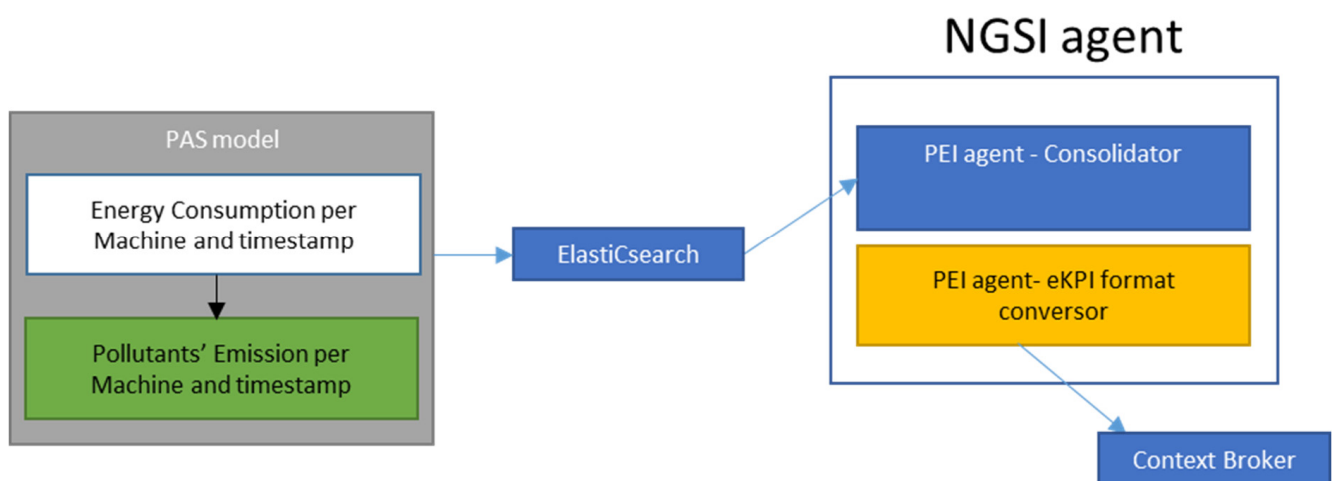 NGSI agent
PAS model
Energy Consumption per
Machine and timestamp
Pollutants’ Emission per
Machine and timestamp
ElastiCsearch
PEI agent - Consolidator
PEI agent- eKPI format
conversor
Context Broker